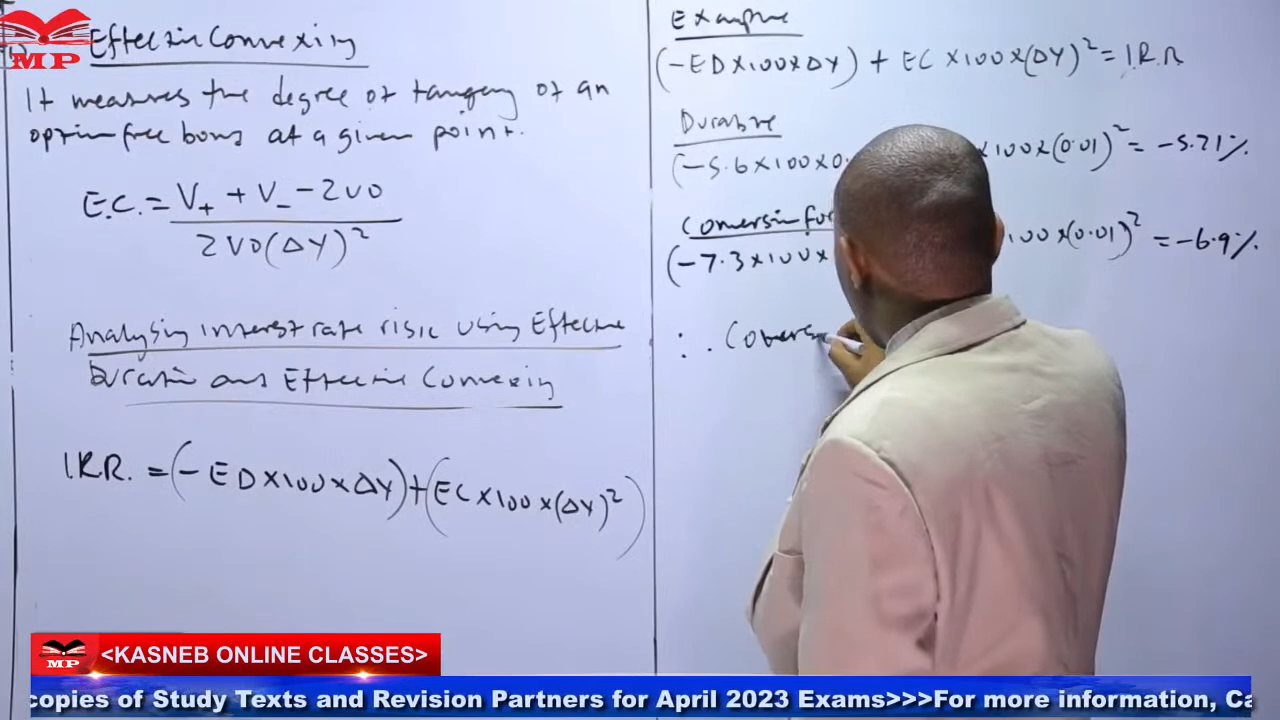 MP
Effective Convexity
It measures the degree of tangency of an
option free bond at a given point.
E.C. = V+ + V- - 2V0
2V0(ΔY)²
Analysing interest rate risk using Effective
Duration and Effective Convexity
I.R.R. = (-ED×100×ΔY)+(EC×100×(ΔY)²)
Example
(-ED×100×ΔY) + EC×100×(ΔY)² = I.R.R
(-5.6×100×0. ×100×(0.01)² = -5.71%
(-7.3×100× 100×(0.01)² = -6.9%
∴
MP <KASNEB ONLINE CLASSES>
copies of Study Texts and Revision Partners for April 2023 Exams>>>For more information, Ca